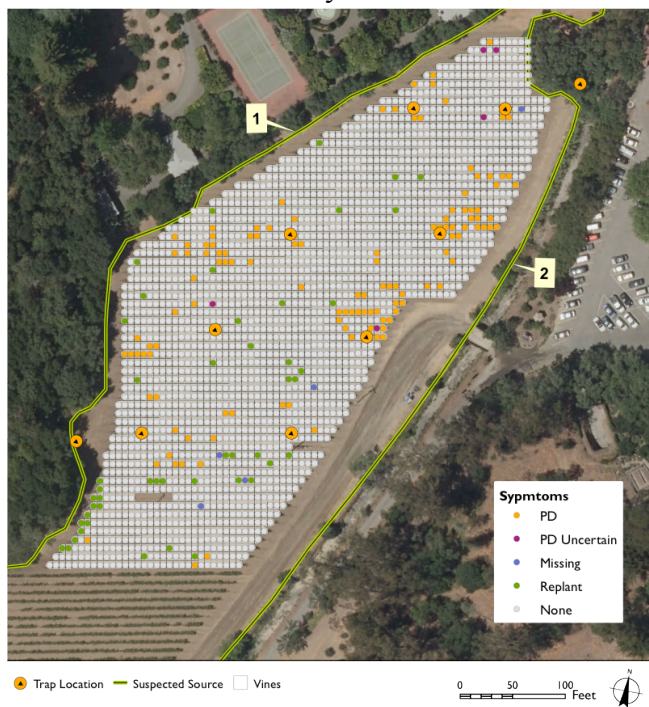 1
2
Sypmtoms
PD
PD Uncertain
Missing
Replant
None
Trap Location Suspected Source Vines
0 50 100
Feet
N